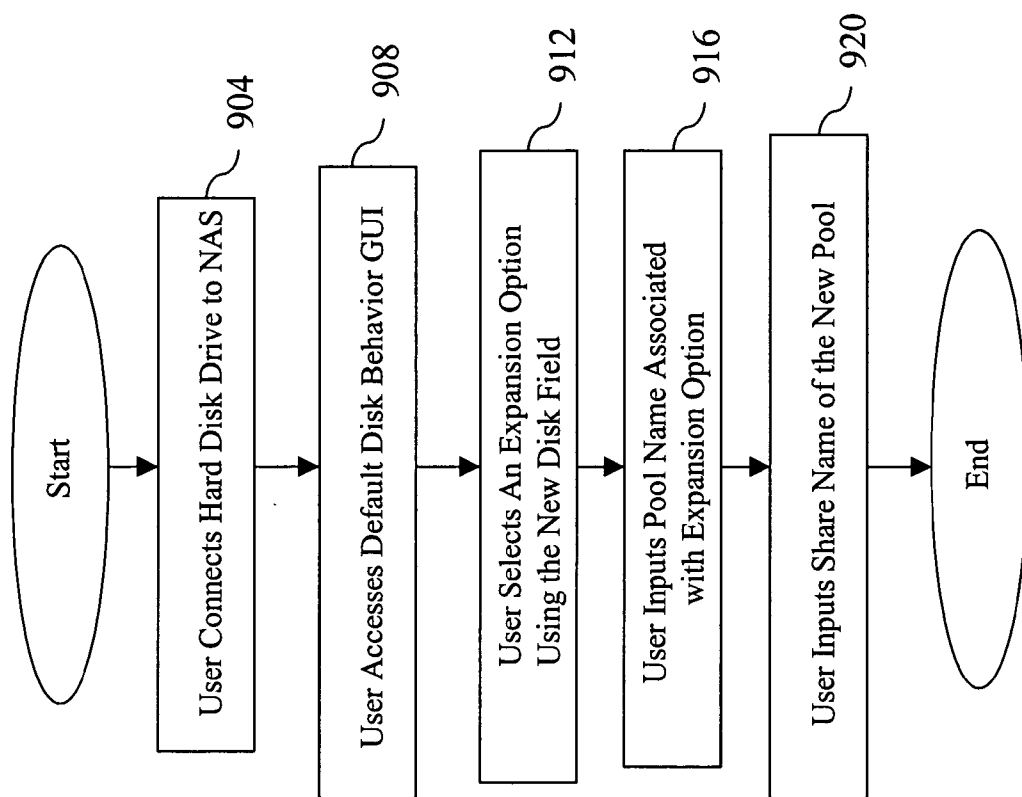 Start
User Connects Hard Disk Drive to NAS
904
User Accesses Default Disk Behavior GUI
908
User Selects An Expansion Option
Using the New Disk Field
912
User Inputs Pool Name Associated
with Expansion Option
916
User Inputs Share Name of the New Pool
920
End